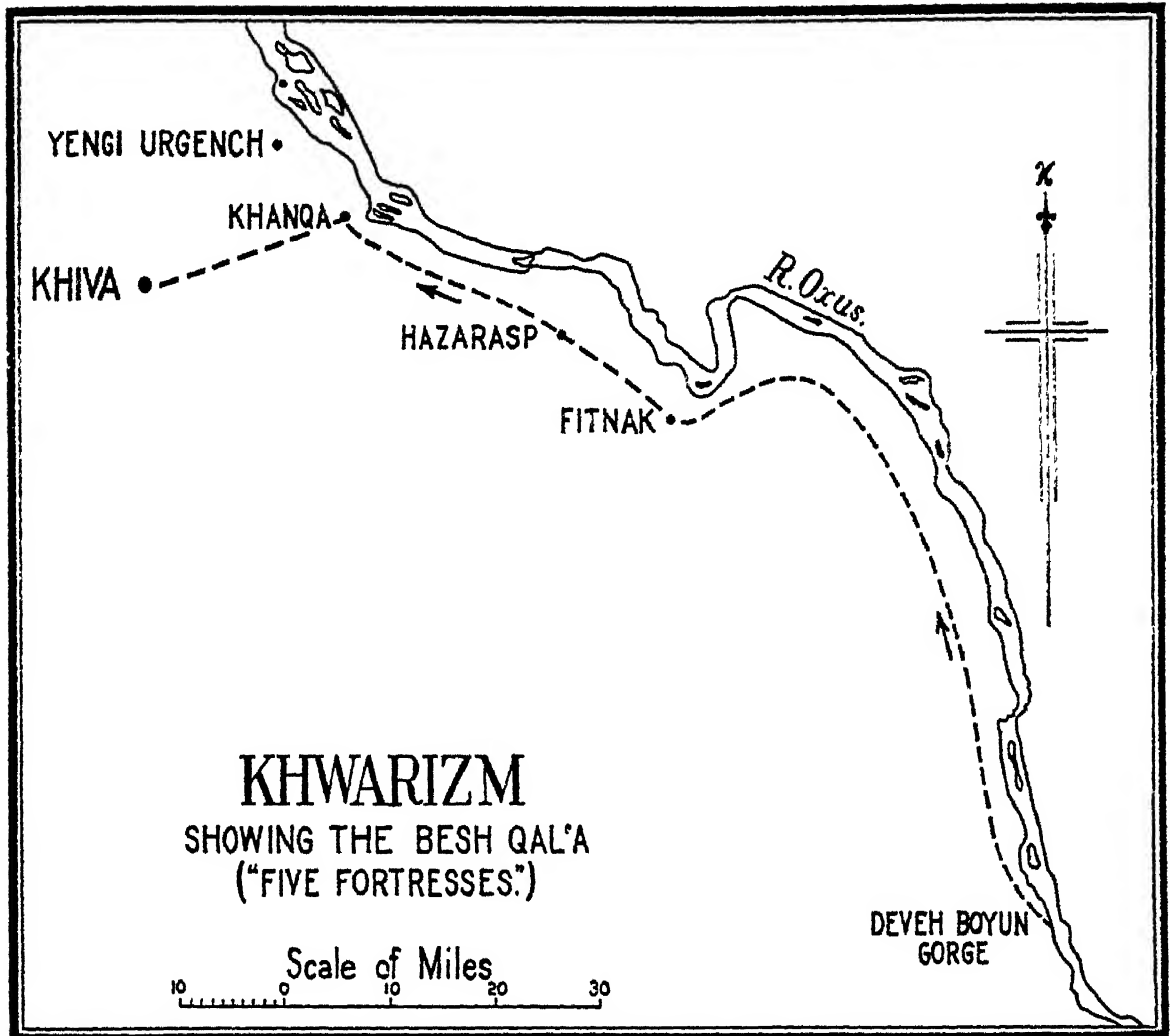 YENGI URGENCH
KHANQA
KHIVA
HAZARASP
R. Oxus.
FITNAK
N
KHWARIZM
SHOWING THE BESH QAL'A
("FIVE FORTRESSES.")
DEVEH BOYUN
GORGE
Scale of Miles
10 0 10 20 30